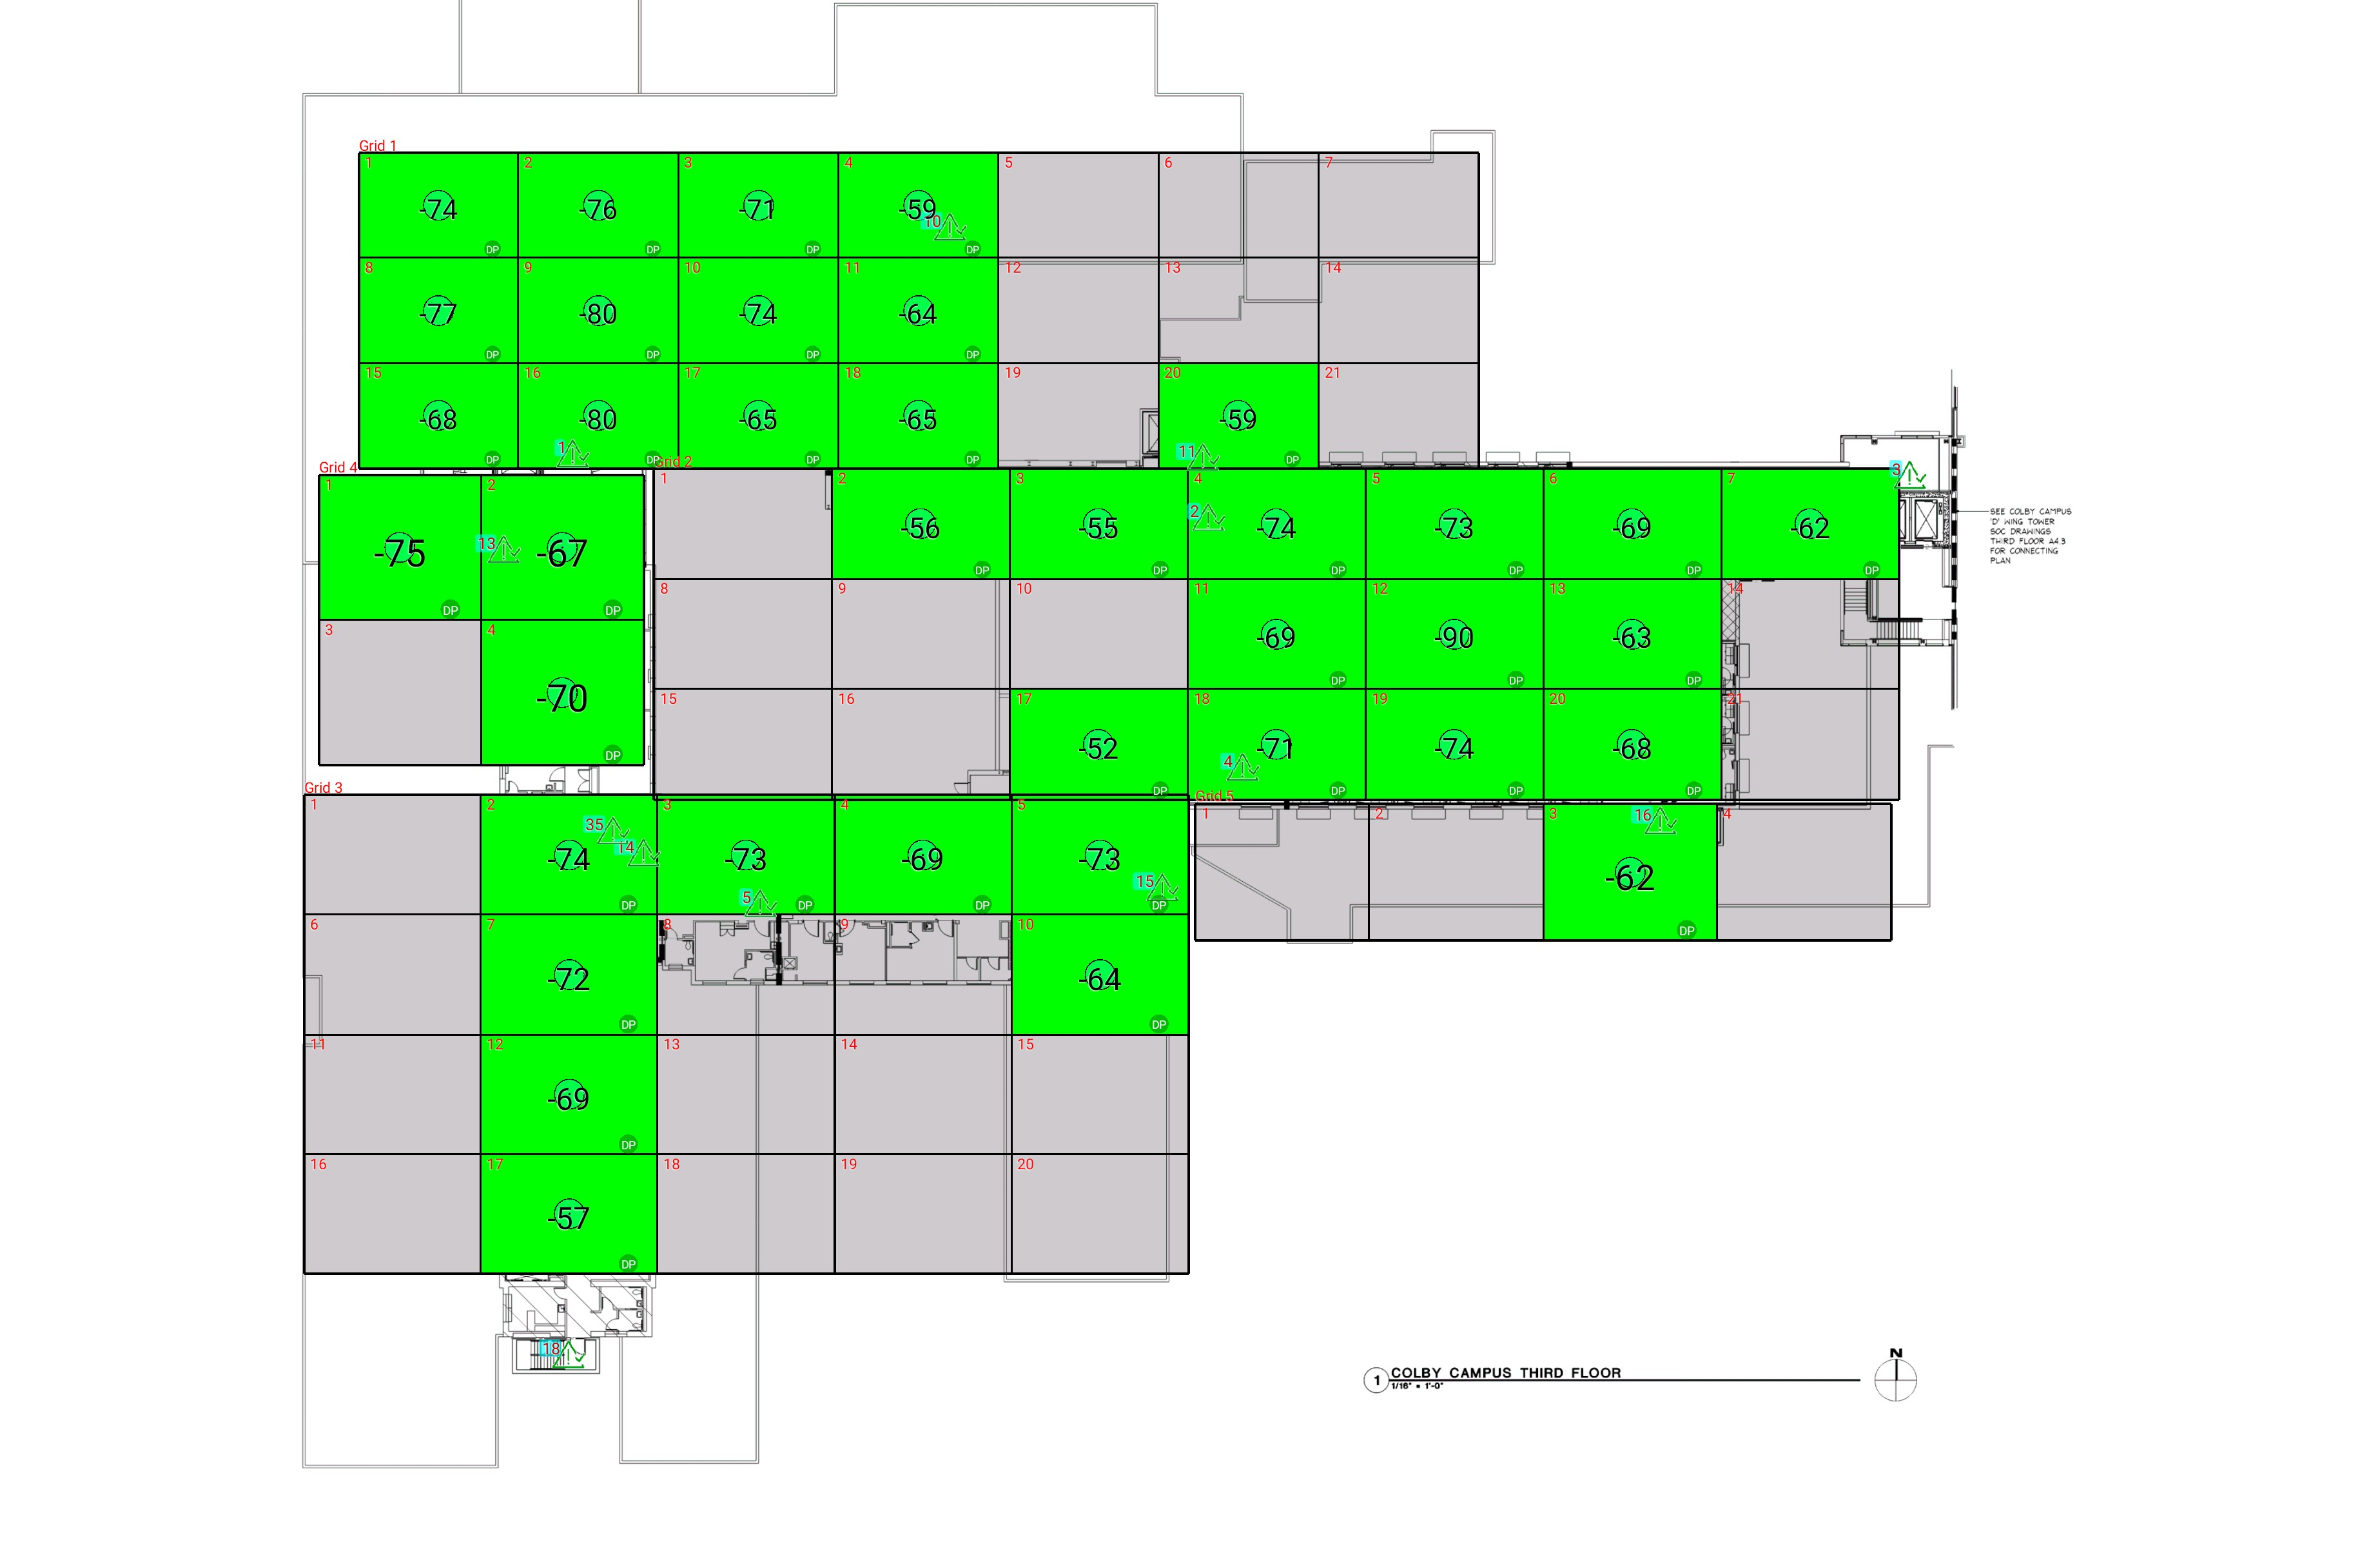 Grid 1
1 2 3 4 5 6 7
-74 -76 -71 -59
10
DP DP DP DP
8 9 10 11 12 13 14
-77 -80 -74 -64
DP DP DP DP
15 16 17 18 19 20 21
-68 -80 -65 -65 -59
1 11
DP DP DP DP DP
Grid 4
1 2
-75 -67
13
DP DP
3 4
-70
DP
Grid 2
1 2 3 4 5 6 7
-56 -55 -74 -73 -69 -62
2 3
DP DP DP DP DP DP
8 9 10 11 12 13 14
-69 -90 -63
DP DP DP
15 16 17 18 19 20 21
-52 -71 -74 -68
4
DP DP DP DP
SEE COLBY CAMPUS
'D' WING TOWER
SOC DRAWINGS
THIRD FLOOR A4.3
FOR CONNECTING
PLAN
Grid 3
1 2 3 4 5
35 14
-74 -73 -69 -73
5 15
DP DP DP DP
6 7 8 9 10
-72 -64
DP DP
11 12 13 14 15
-69
DP
16 17 18 19 20
-57
DP
18
Grid 5
1 2 3 4
16
-62
DP
1 COLBY CAMPUS THIRD FLOOR
1/16" = 1'-0"
N